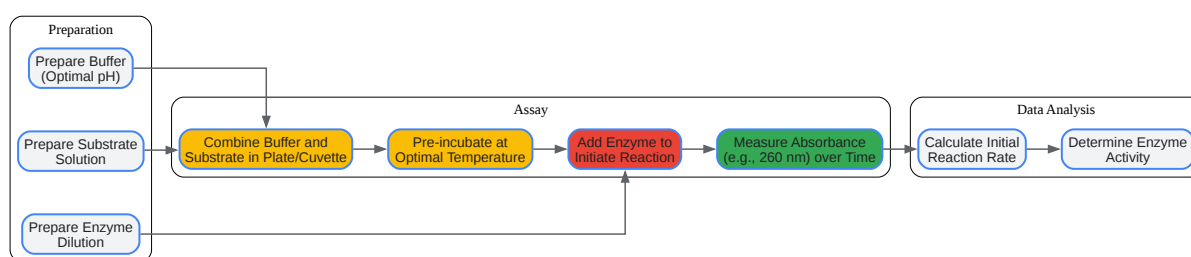 Preparation
Prepare Buffer
(Optimal pH)
Prepare Substrate
Solution
Prepare Enzyme
Dilution
Assay
Combine Buffer and
Substrate in Plate/Cuvette
Pre-incubate at
Optimal Temperature
Add Enzyme to
Initiate Reaction
Measure Absorbance
(e.g., 260 nm) over Time
Data Analysis
Calculate Initial
Reaction Rate
Determine Enzyme
Activity